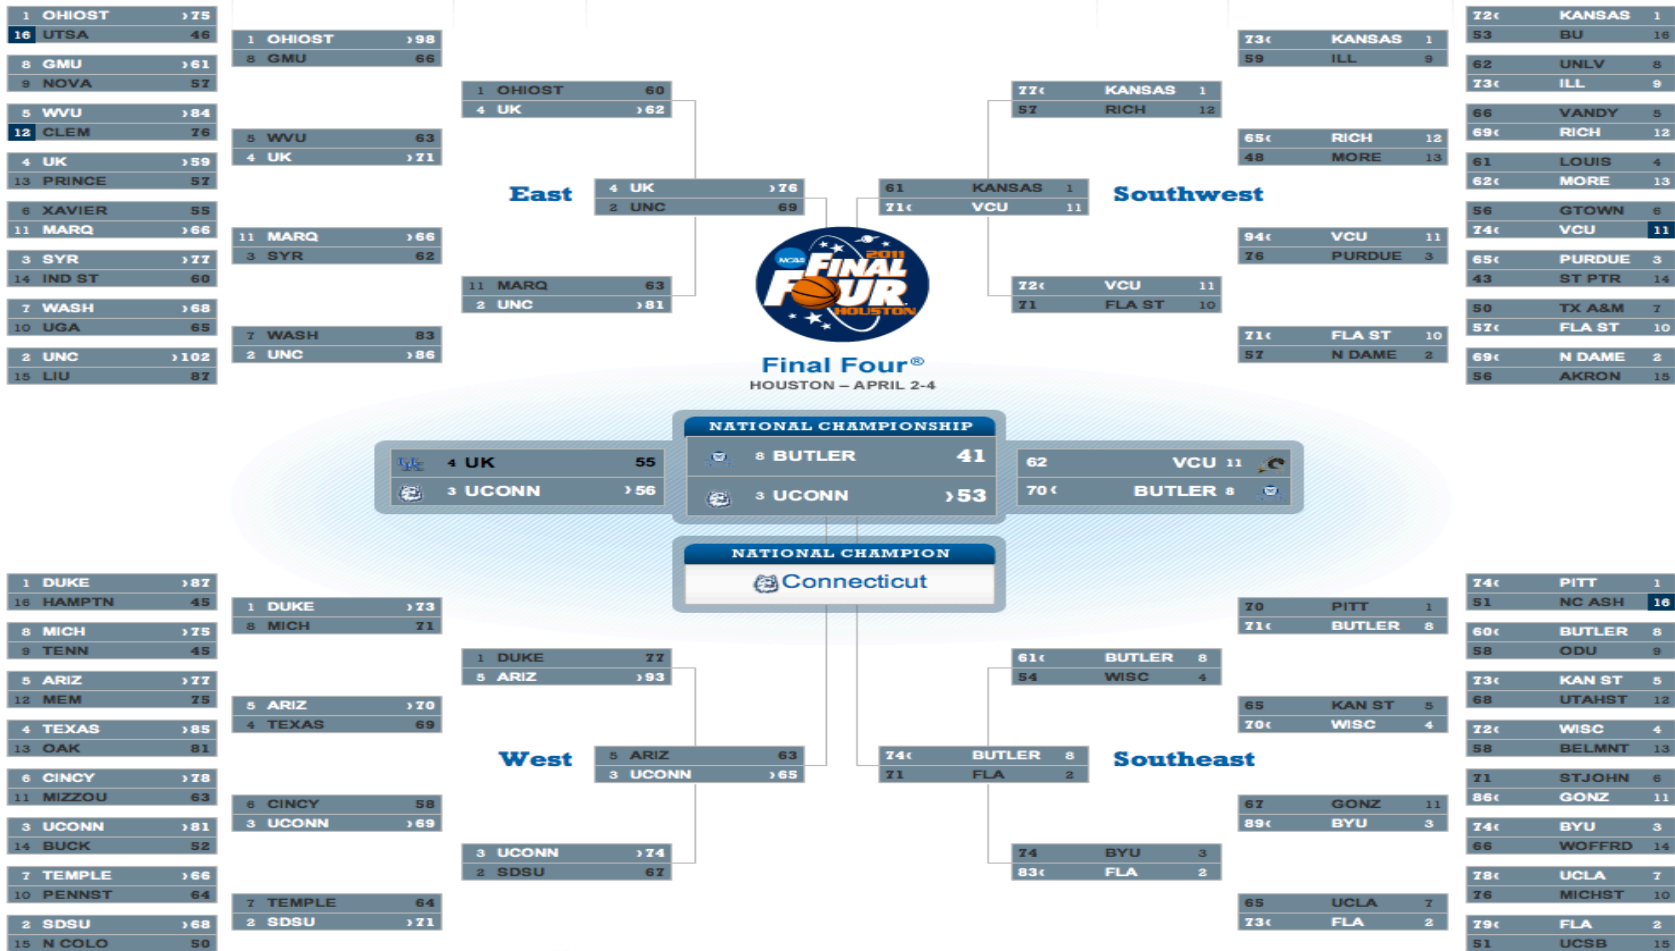 1 OHIOST ›75
16 UTSA 46
8 GMU ›61
9 NOVA 57
5 WVU ›84
12 CLEM 76
4 UK ›59
13 PRINCE 57
6 XAVIER 55
11 MARQ ›66
3 SYR ›77
14 IND ST 60
7 WASH ›68
10 UGA 65
2 UNC ›102
15 LIU 87
1 OHIOST ›98
8 GMU 66
5 WVU 63
4 UK ›71
11 MARQ ›66
3 SYR 62
7 WASH 83
2 UNC ›86
1 OHIOST 60
4 UK ›62
11 MARQ 63
2 UNC ›81
East
4 UK ›76
2 UNC 69
61 KANSAS 1
71‹ VCU 11
Southwest
77‹ KANSAS 1
57 RICH 12
72‹ VCU 11
71 FLA ST 10
73‹ KANSAS 1
59 ILL 9
65‹ RICH 12
48 MORE 13
94‹ VCU 11
76 PURDUE 3
71‹ FLA ST 10
57 N DAME 2
72‹ KANSAS 1
53 BU 16
62 UNLV 8
73‹ ILL 9
66 VANDY 5
69‹ RICH 12
61 LOUIS 4
62‹ MORE 13
56 GTOWN 6
74‹ VCU 11
65‹ PURDUE 3
43 ST PTR 14
50 TX A&M 7
57‹ FLA ST 10
69‹ N DAME 2
56 AKRON 15
NCAA
2011
FINAL
FOUR
HOUSTON
Final Four®
HOUSTON – APRIL 2-4
NATIONAL CHAMPIONSHIP
4 UK 55
3 UCONN ›56
8 BUTLER 41
3 UCONN ›53
62 VCU 11
70‹ BUTLER 8
NATIONAL CHAMPION
Connecticut
1 DUKE ›87
16 HAMPTN 45
8 MICH ›75
9 TENN 45
5 ARIZ ›77
12 MEM 75
4 TEXAS ›85
13 OAK 81
6 CINCY ›78
11 MIZZOU 63
3 UCONN ›81
14 BUCK 52
7 TEMPLE ›66
10 PENNST 64
2 SDSU ›68
15 N COLO 50
1 DUKE ›73
8 MICH 71
5 ARIZ ›70
4 TEXAS 69
6 CINCY 58
3 UCONN ›69
7 TEMPLE 64
2 SDSU ›71
1 DUKE 77
5 ARIZ ›93
3 UCONN ›74
2 SDSU 67
West
5 ARIZ 63
3 UCONN ›65
74‹ BUTLER 8
71 FLA 2
Southeast
61‹ BUTLER 8
54 WISC 4
74 BYU 3
83‹ FLA 2
70 PITT 1
71‹ BUTLER 8
65 KAN ST 5
70‹ WISC 4
67 GONZ 11
89‹ BYU 3
65 UCLA 7
73‹ FLA 2
74‹ PITT 1
51 NC ASH 16
60‹ BUTLER 8
58 ODU 9
73‹ KAN ST 5
68 UTAHST 12
72‹ WISC 4
58 BELMNT 13
71 STJOHN 6
86‹ GONZ 11
74‹ BYU 3
66 WOFFRD 14
78‹ UCLA 7
76 MICHST 10
79‹ FLA 2
51 UCSB 15